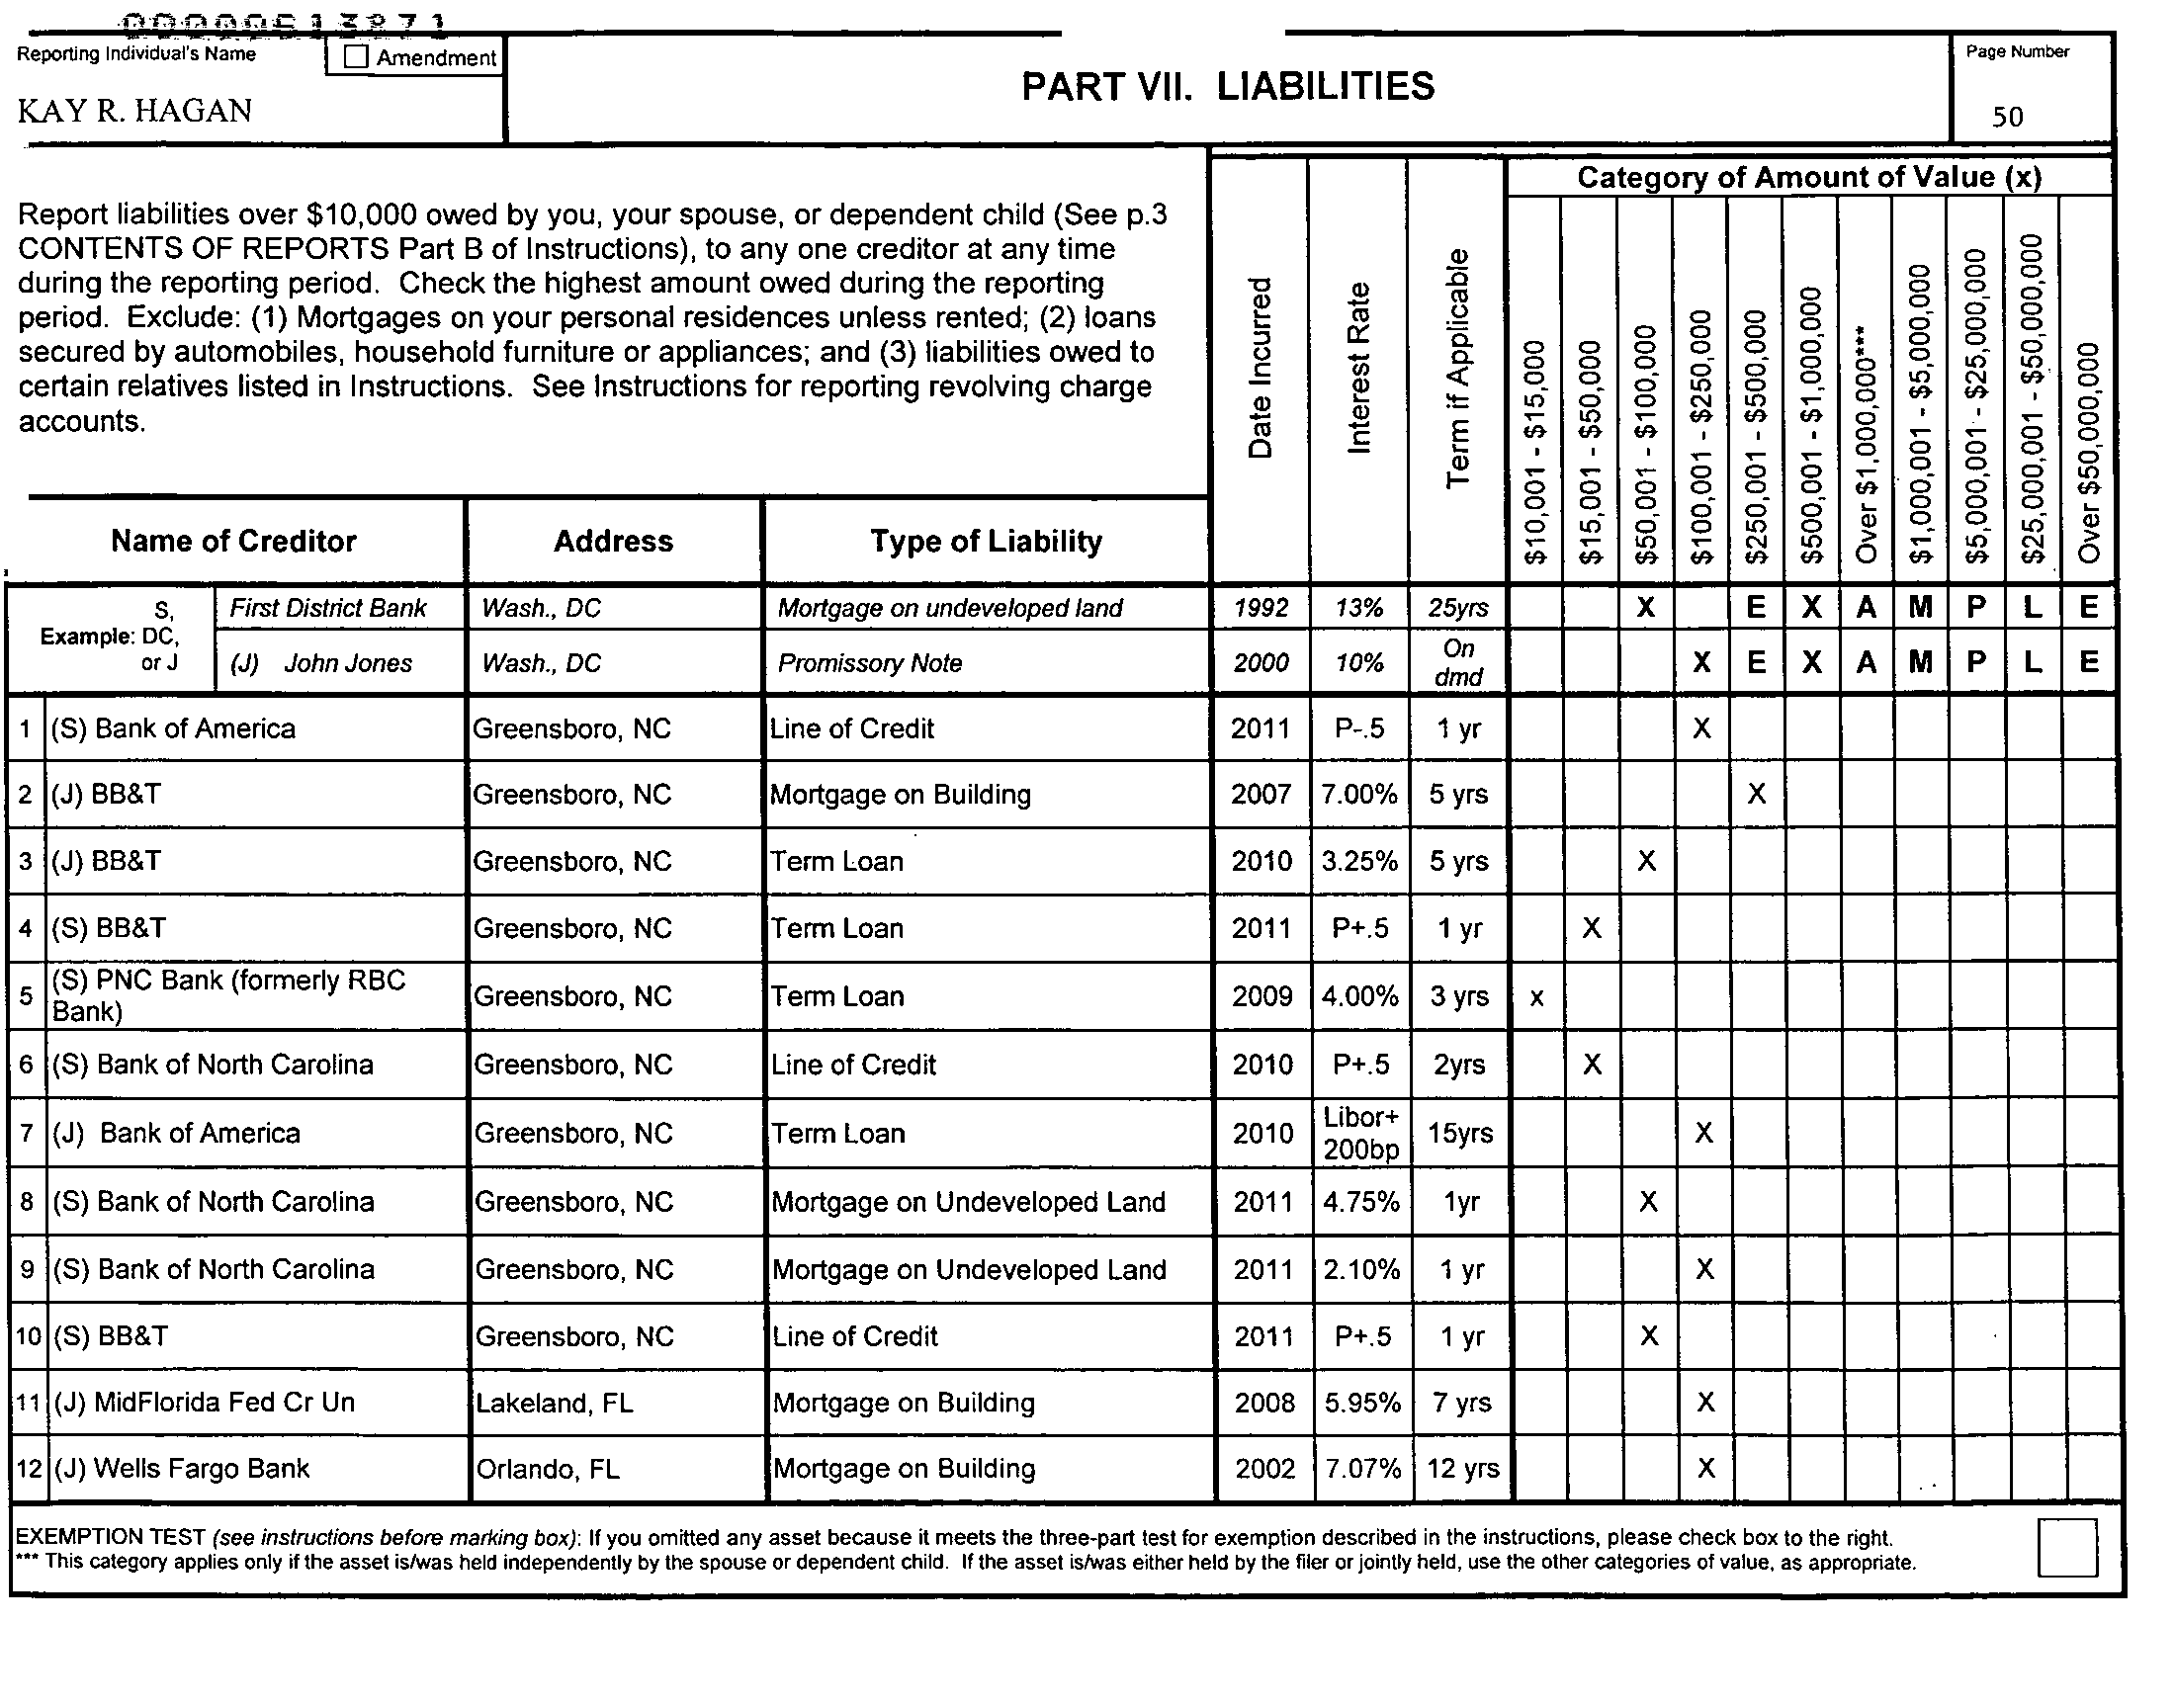 00000513871
Reporting Individual's Name
Amendment
KAY R. HAGAN
PART VII. LIABILITIES
Page Number
50
Report liabilities over $10,000 owed by you, your spouse, or dependent child (See p.3
CONTENTS OF REPORTS Part B of Instructions), to any one creditor at any time
during the reporting period. Check the highest amount owed during the reporting
period. Exclude: (1) Mortgages on your personal residences unless rented; (2) loans
secured by automobiles, household furniture or appliances; and (3) liabilities owed to
certain relatives listed in Instructions. See Instructions for reporting revolving charge
accounts.
Date Incurred
Interest Rate
Term if Applicable
Category of Amount of Value (x)
$10,001 - $15,000
$15,001 - $50,000
$50,001 - $100,000
$100,001 - $250,000
$250,001 - $500,000
$500,001 - $1,000,000
Over $1,000,000***
$1,000,001 - $5,000,000
$5,000,001 - $25,000,000
$25,000,001 - $50,000,000
Over $50,000,000
Name of Creditor Address Type of Liability
Example: S, DC, or J
First District Bank Wash., DC Mortgage on undeveloped land 1992 13% 25yrs X E X A M P L E
(J) John Jones Wash., DC Promissory Note 2000 10% On dmd X E X A M P L E
1 (S) Bank of America Greensboro, NC Line of Credit 2011 P-.5 1 yr X
2 (J) BB&T Greensboro, NC Mortgage on Building 2007 7.00% 5 yrs X
3 (J) BB&T Greensboro, NC Term Loan 2010 3.25% 5 yrs X
4 (S) BB&T Greensboro, NC Term Loan 2011 P+.5 1 yr X
5 (S) PNC Bank (formerly RBC Bank) Greensboro, NC Term Loan 2009 4.00% 3 yrs x
6 (S) Bank of North Carolina Greensboro, NC Line of Credit 2010 P+.5 2yrs X
7 (J) Bank of America Greensboro, NC Term Loan 2010 Libor+ 200bp 15yrs X
8 (S) Bank of North Carolina Greensboro, NC Mortgage on Undeveloped Land 2011 4.75% 1yr X
9 (S) Bank of North Carolina Greensboro, NC Mortgage on Undeveloped Land 2011 2.10% 1 yr X
10 (S) BB&T Greensboro, NC Line of Credit 2011 P+.5 1 yr X
11 (J) MidFlorida Fed Cr Un Lakeland, FL Mortgage on Building 2008 5.95% 7 yrs X
12 (J) Wells Fargo Bank Orlando, FL Mortgage on Building 2002 7.07% 12 yrs X
EXEMPTION TEST (see instructions before marking box): If you omitted any asset because it meets the three-part test for exemption described in the instructions, please check box to the right.
*** This category applies only if the asset is/was held independently by the spouse or dependent child. If the asset is/was either held by the filer or jointly held, use the other categories of value, as appropriate.